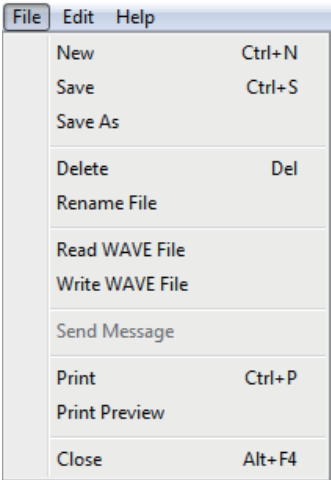 File Edit Help
New Ctrl+N
Save Ctrl+S
Save As
Delete Del
Rename File
Read WAVE File
Write WAVE File
Send Message
Print Ctrl+P
Print Preview
Close Alt+F4